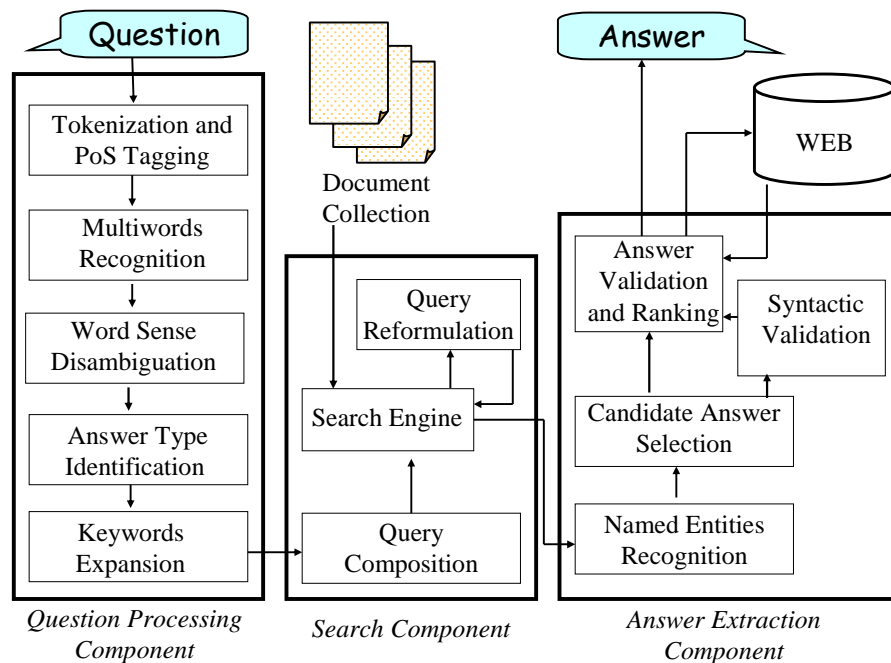 Question
Tokenization and
PoS Tagging
Multiwords
Recognition
Word Sense
Disambiguation
Answer Type
Identification
Keywords
Expansion
Question Processing
Component
Document
Collection
Query
Reformulation
Search Engine
Query
Composition
Search Component
Answer
WEB
Answer
Validation
and Ranking
Syntactic
Validation
Candidate Answer
Selection
Named Entities
Recognition
Answer Extraction
Component